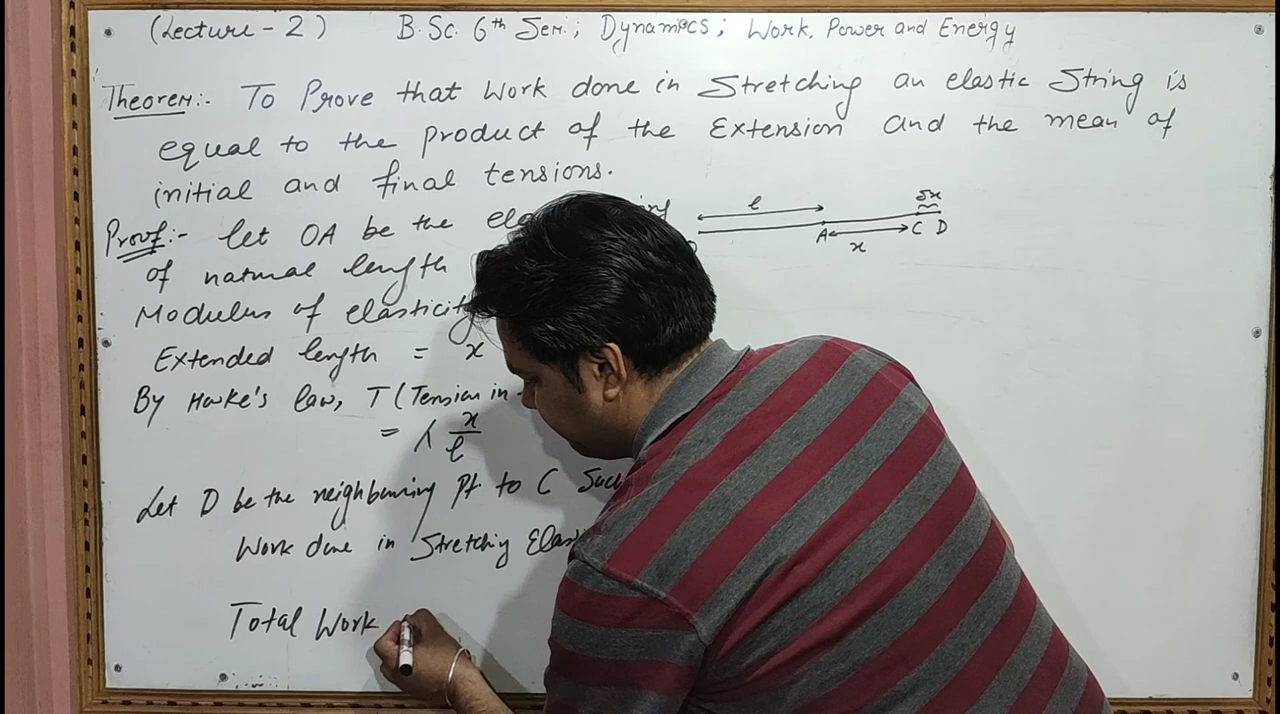 (Lecture - 2) B.Sc. 6th Sem.; Dynamics; Work, Power and Energy
Theorem:- To Prove that Work done in Stretching an elastic String is
equal to the product of the Extension and the mean of
initial and final tensions.
Proof:- Let OA be the
of natural length
Modulus of elasticity
Extended length = x
By Hooke's law, T (Tension in
= λ x/l
Let D be the neighbouring Pt to C
Work done in Stretching
Total Work
l
δx
A C D
x